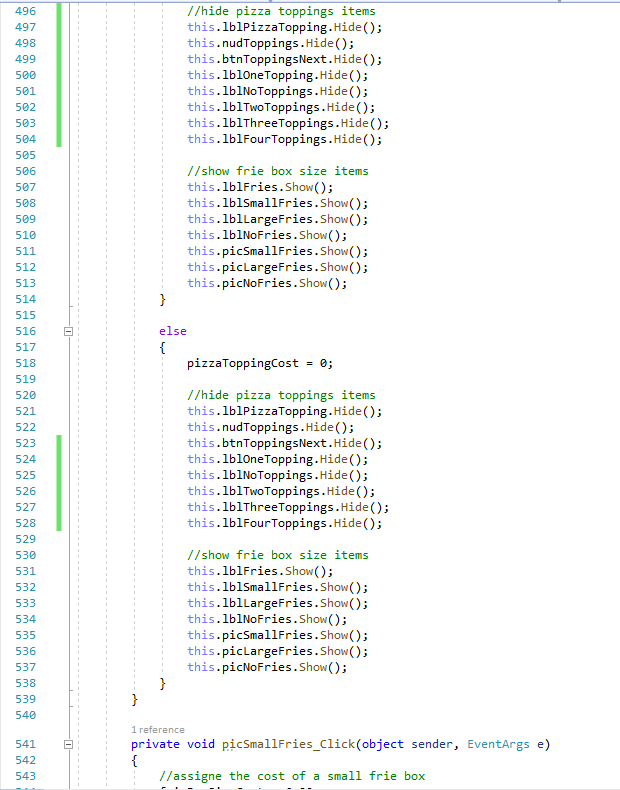 496 //hide pizza toppings items
497 this.lblPizzaTopping.Hide();
498 this.nudToppings.Hide();
499 this.btnToppingsNext.Hide();
500 this.lblOneTopping.Hide();
501 this.lblNoToppings.Hide();
502 this.lblTwoToppings.Hide();
503 this.lblThreeToppings.Hide();
504 this.lblFourToppings.Hide();
505
506 //show frie box size items
507 this.lblFries.Show();
508 this.lblSmallFries.Show();
509 this.lblLargeFries.Show();
510 this.lblNoFries.Show();
511 this.picSmallFries.Show();
512 this.picLargeFries.Show();
513 this.picNoFries.Show();
514 }
515
516 else
517 {
518 pizzaToppingCost = 0;
519
520 //hide pizza toppings items
521 this.lblPizzaTopping.Hide();
522 this.nudToppings.Hide();
523 this.btnToppingsNext.Hide();
524 this.lblOneTopping.Hide();
525 this.lblNoToppings.Hide();
526 this.lblTwoToppings.Hide();
527 this.lblThreeToppings.Hide();
528 this.lblFourToppings.Hide();
529
530 //show frie box size items
531 this.lblFries.Show();
532 this.lblSmallFries.Show();
533 this.lblLargeFries.Show();
534 this.lblNoFries.Show();
535 this.picSmallFries.Show();
536 this.picLargeFries.Show();
537 this.picNoFries.Show();
538 }
539 }
540
1 reference
541 private void picSmallFries_Click(object sender, EventArgs e)
542 {
543 //assigne the cost of a small frie box